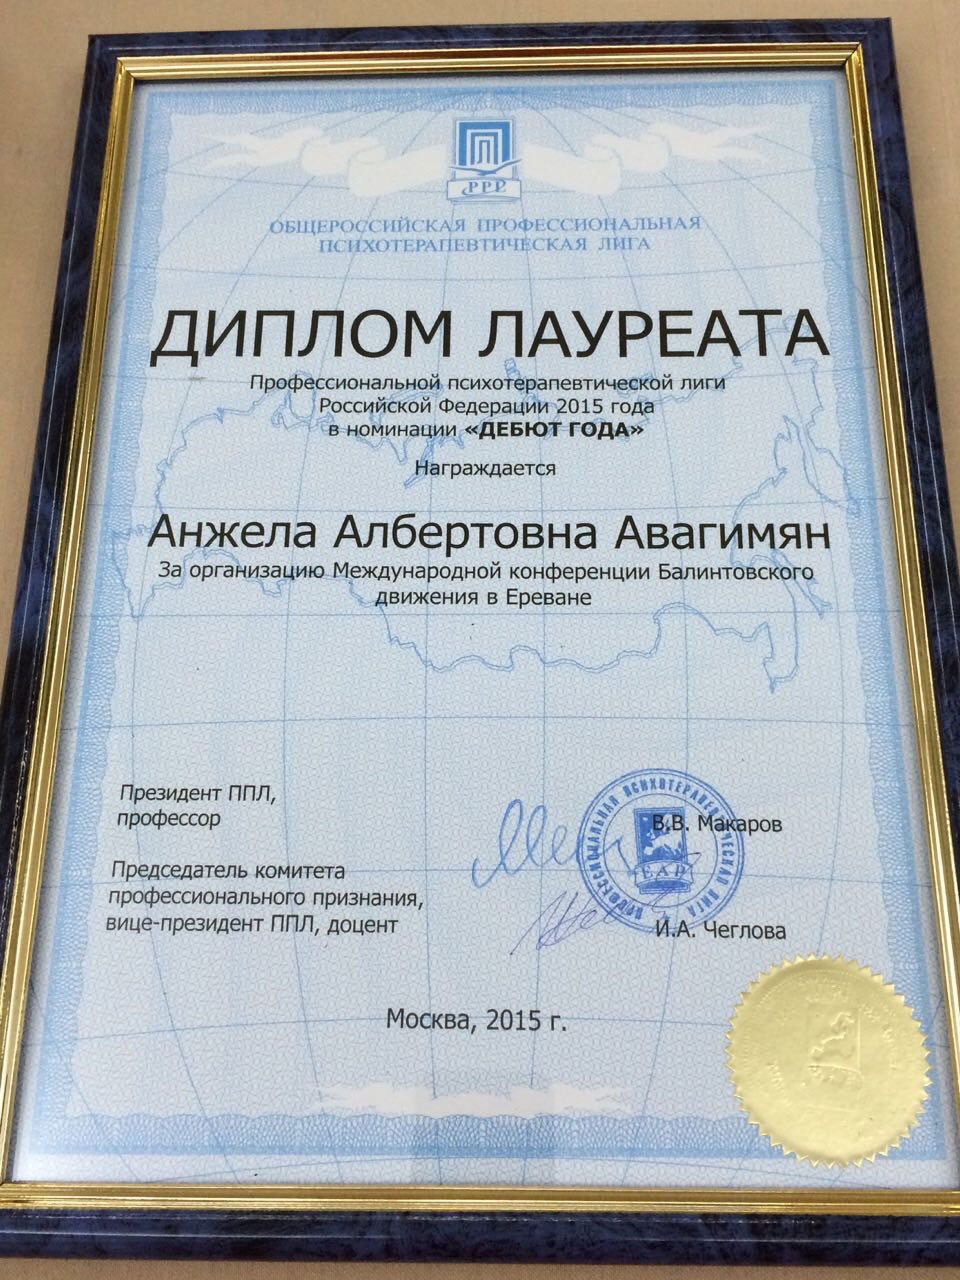 РРР
ОБЩЕРОССИЙСКАЯ ПРОФЕССИОНАЛЬНАЯ
ПСИХОТЕРАПЕВТИЧЕСКАЯ ЛИГА
ДИПЛОМ ЛАУРЕАТА
Профессиональной психотерапевтической лиги
Российской Федерации 2015 года
в номинации «ДЕБЮТ ГОДА»
Награждается
Анжела Албертовна Авагимян
За организацию Международной конференции Балинтовского
движения в Ереване
Президент ППЛ,
профессор
В.В. Макаров
ПРОФЕССИОНАЛЬНАЯ ПСИХОТЕРАПЕВТИЧЕСКАЯ ЛИГА
EAP
Председатель комитета
профессионального признания,
вице-президент ППЛ, доцент
И.А. Чеглова
Москва, 2015 г.